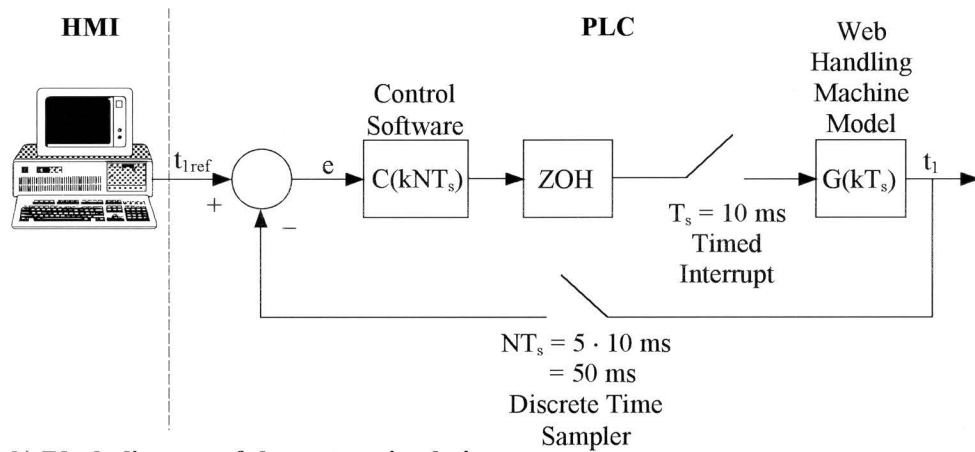 HMI
PLC
Web
Handling
Machine
Model
Control
Software
t1ref
+
−
e
C(kNTs)
ZOH
G(kTs)
t1
Ts = 10 ms
Timed
Interrupt
NTs = 5 · 10 ms
= 50 ms
Discrete Time
Sampler